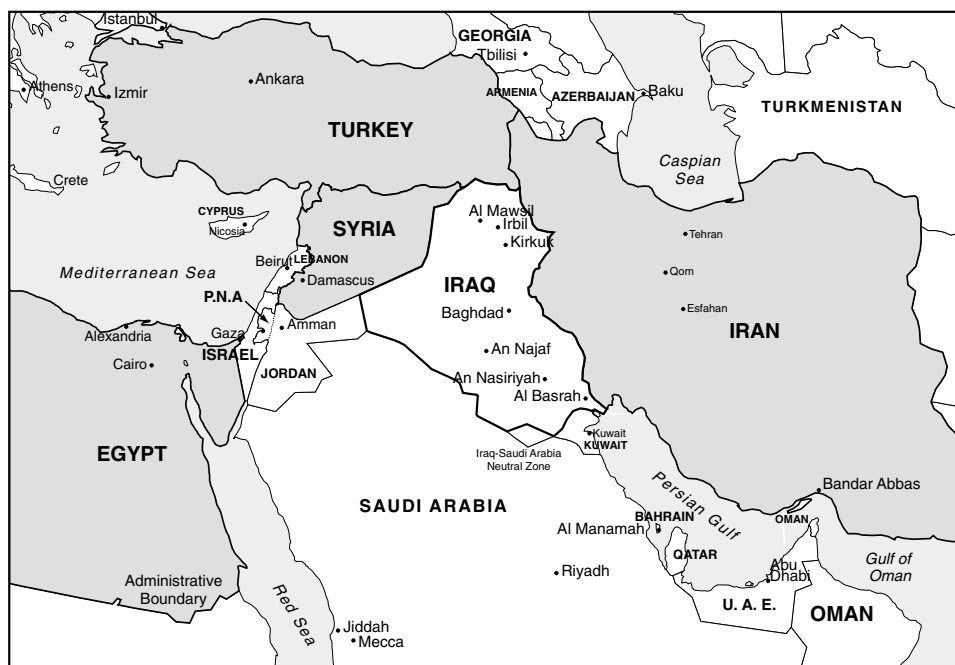 Istanbul
GEORGIA
Tbilisi
Athens
Izmir
Ankara
ARMENIA
AZERBAIJAN
Baku
TURKMENISTAN
TURKEY
Caspian
Sea
Crete
CYPRUS
Nicosia
SYRIA
Al Mawsil
Irbil
Kirkuk
Tehran
Mediterranean Sea
Beirut
LEBANON
Damascus
Qom
P.N.A
IRAQ
Baghdad
Esfahan
IRAN
Alexandria
Gaza
Amman
ISRAEL
Cairo
JORDAN
An Najaf
An Nasiriyah
Al Basrah
Kuwait
KUWAIT
EGYPT
Iraq-Saudi Arabia
Neutral Zone
SAUDI ARABIA
Persian Gulf
Bandar Abbas
BAHRAIN
OMAN
Al Manamah
QATAR
Gulf of
Oman
Abu
Dhabi
Riyadh
Administrative
Boundary
Red Sea
U. A. E.
OMAN
Jiddah
Mecca